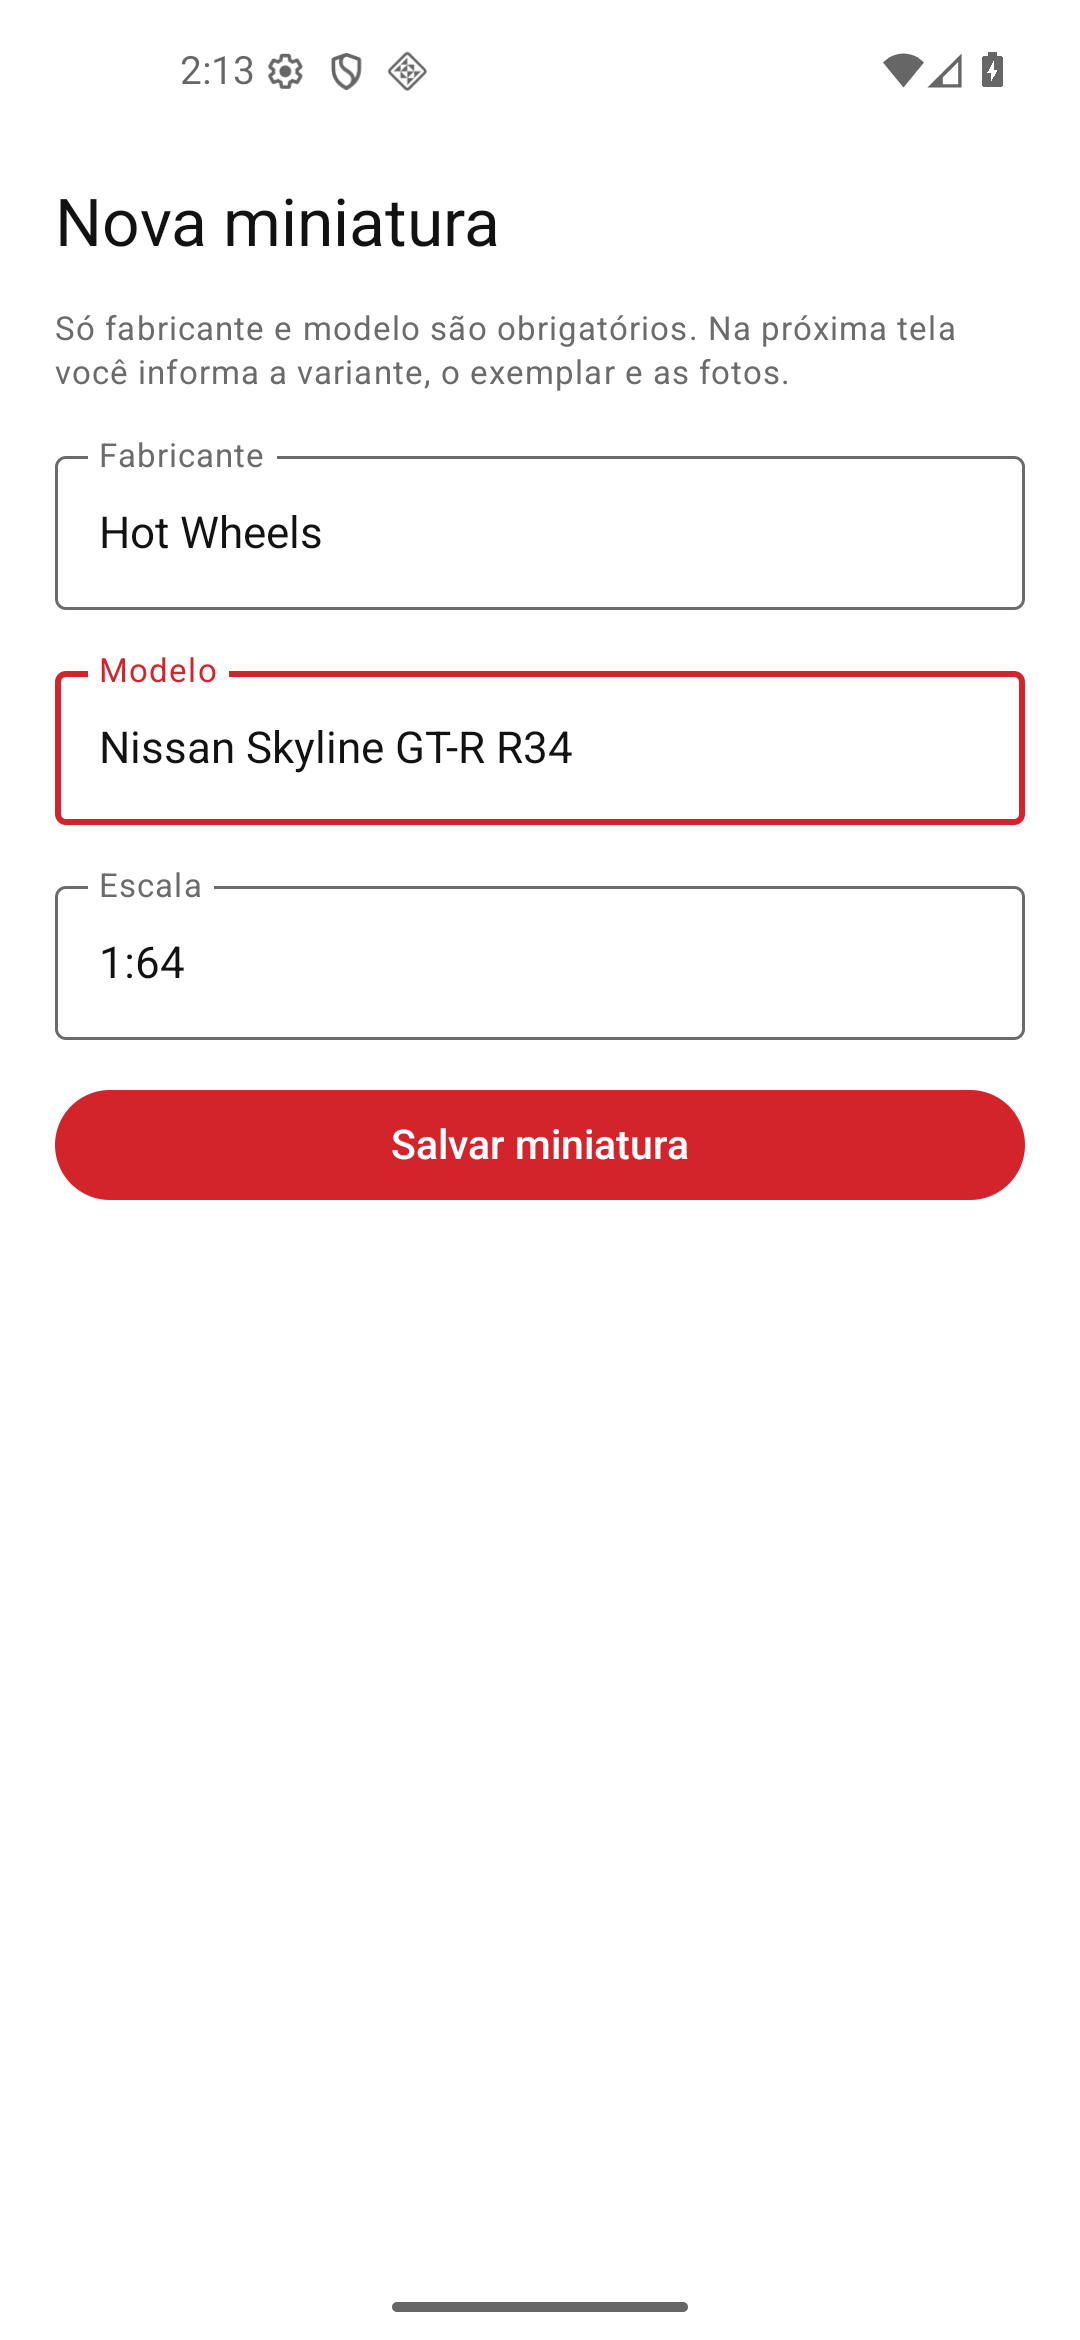 2:13
Nova miniatura
Só fabricante e modelo são obrigatórios. Na próxima tela
você informa a variante, o exemplar e as fotos.
Fabricante
Hot Wheels
Modelo
Nissan Skyline GT-R R34
Escala
1:64
Salvar miniatura